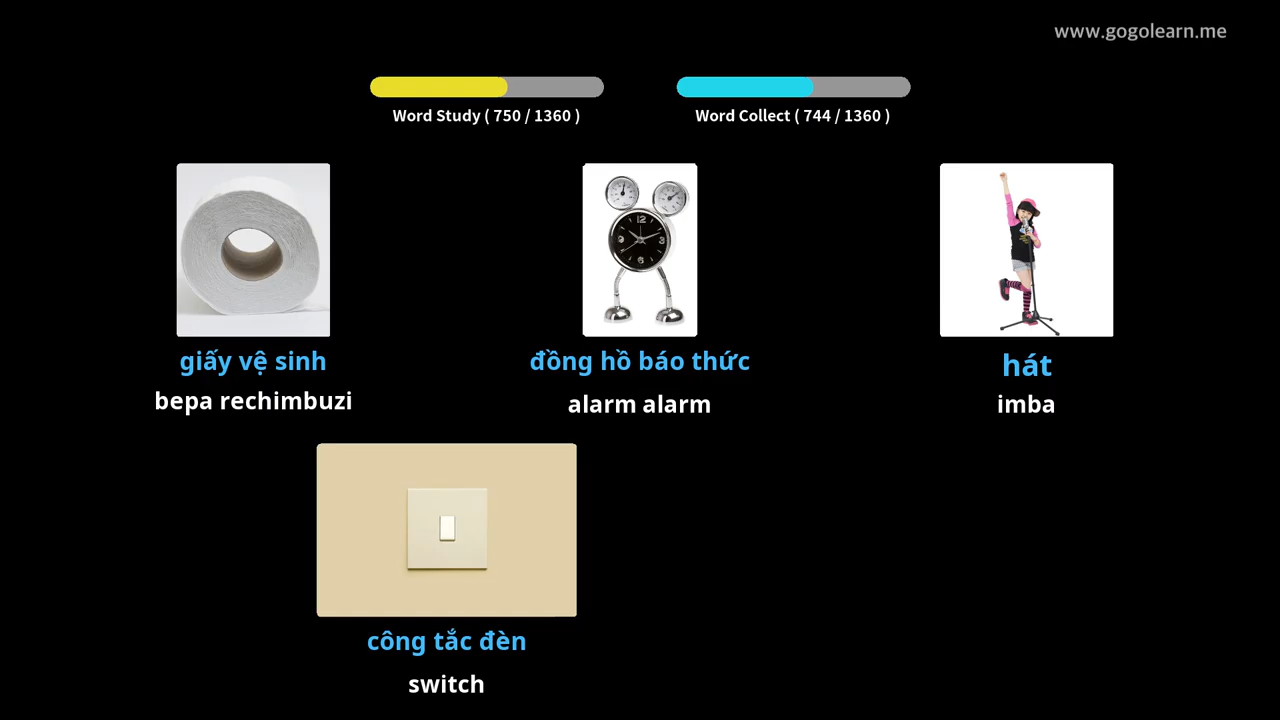 www.gogolearn.me
Word Study ( 750 / 1360 )
Word Collect ( 744 / 1360 )
giấy vệ sinh
bepa rechimbuzi
đồng hồ báo thức
alarm alarm
hát
imba
công tắc đèn
switch